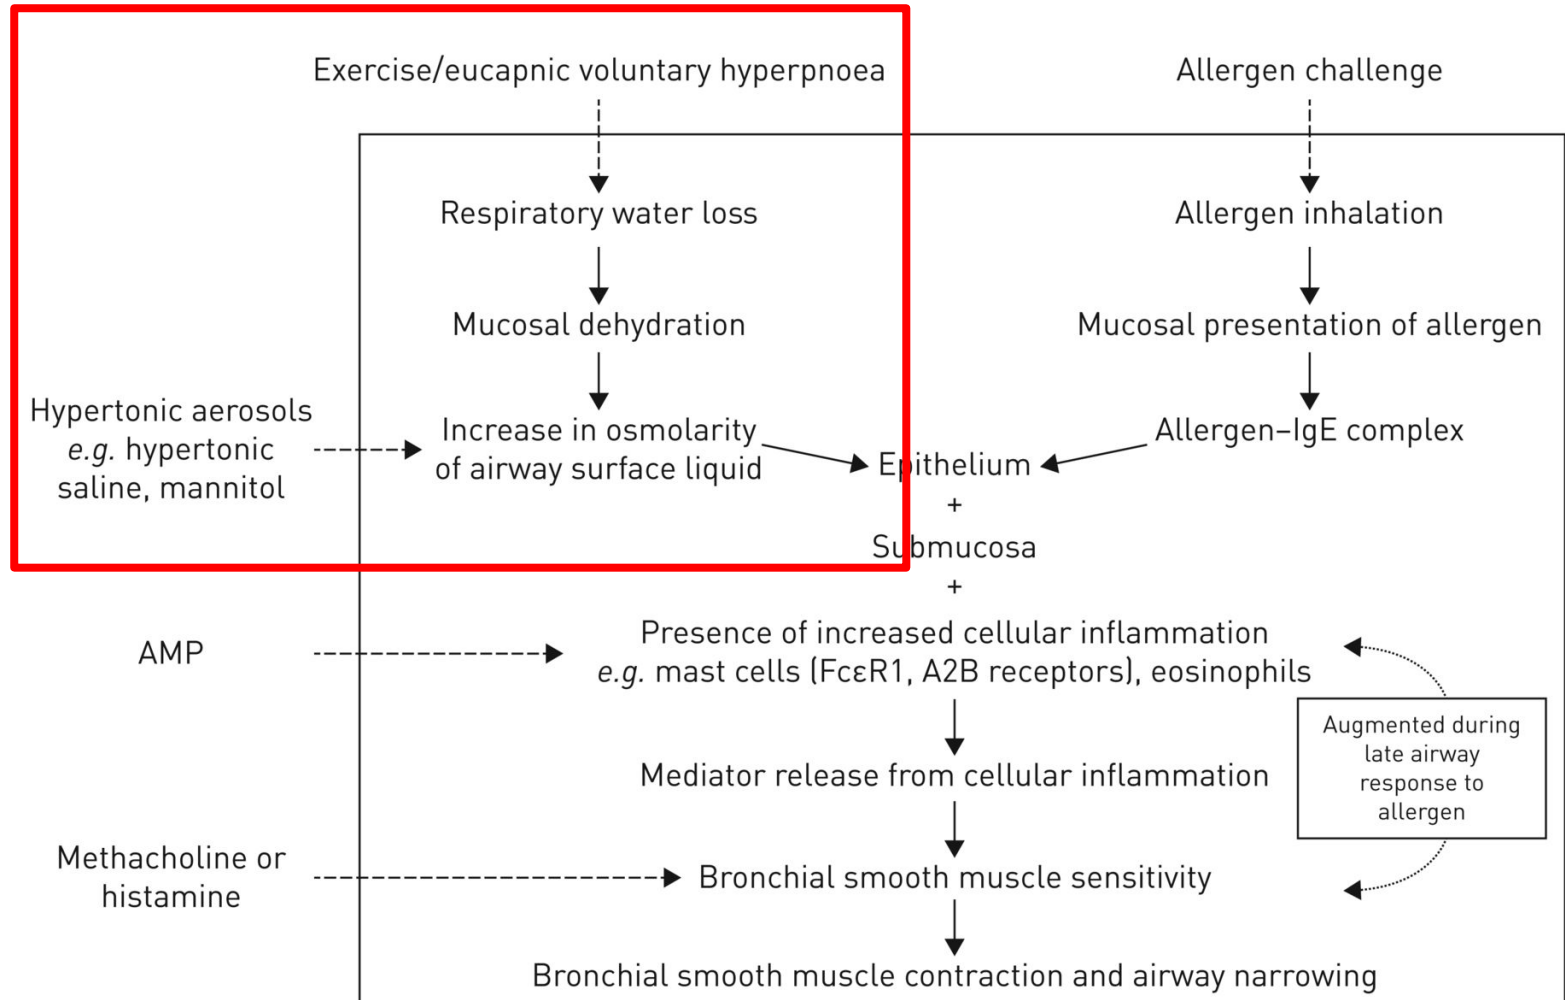 Exercise/eucapnic voluntary hyperpnoea
Allergen challenge
Respiratory water loss
Allergen inhalation
Mucosal dehydration
Mucosal presentation of allergen
Hypertonic aerosols
e.g. hypertonic
saline, mannitol
Increase in osmolarity
of airway surface liquid
Allergen–IgE complex
Epithelium
+
Submucosa
+
AMP
Presence of increased cellular inflammation
e.g. mast cells (FcεR1, A2B receptors), eosinophils
Augmented during
late airway
response to
allergen
Mediator release from cellular inflammation
Methacholine or
histamine
Bronchial smooth muscle sensitivity
Bronchial smooth muscle contraction and airway narrowing